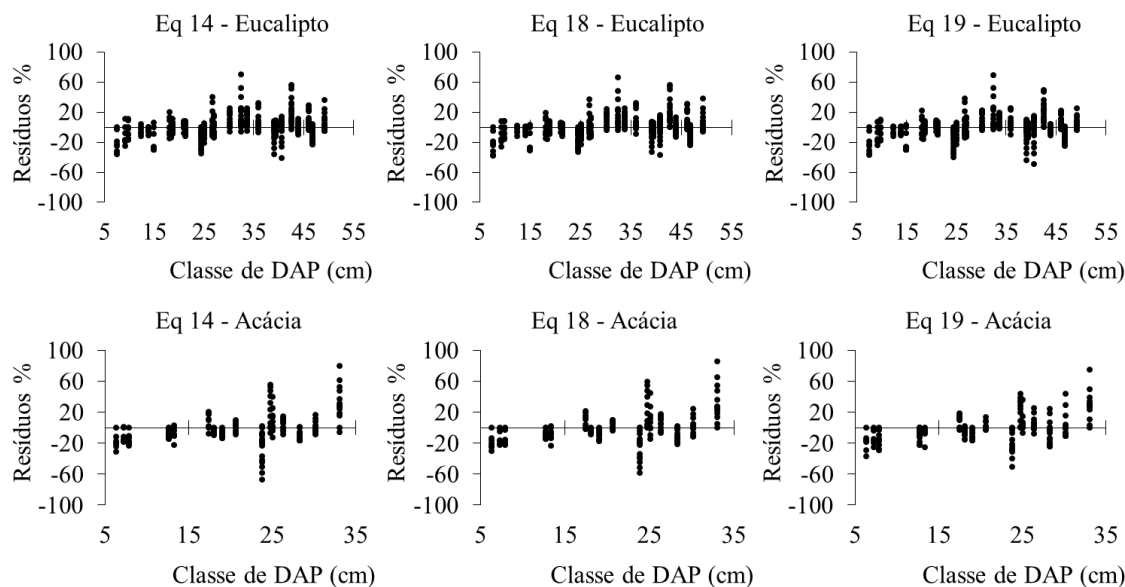 Eq 14 - Eucalipto
Resíduos %
100
60
20
-20
-60
-100
5 15 25 35 45 55
Classe de DAP (cm)
Eq 18 - Eucalipto
Resíduos %
100
60
20
-20
-60
-100
5 15 25 35 45 55
Classe de DAP (cm)
Eq 19 - Eucalipto
Resíduos %
100
60
20
-20
-60
-100
5 15 25 35 45 55
Classe de DAP (cm)
Eq 14 - Acácia
Resíduos %
100
60
20
-20
-60
-100
5 15 25 35
Classe de DAP (cm)
Eq 18 - Acácia
Resíduos %
100
60
20
-20
-60
-100
5 15 25 35
Classe de DAP (cm)
Eq 19 - Acácia
Resíduos %
100
60
20
-20
-60
-100
5 15 25 35
Classe de DAP (cm)